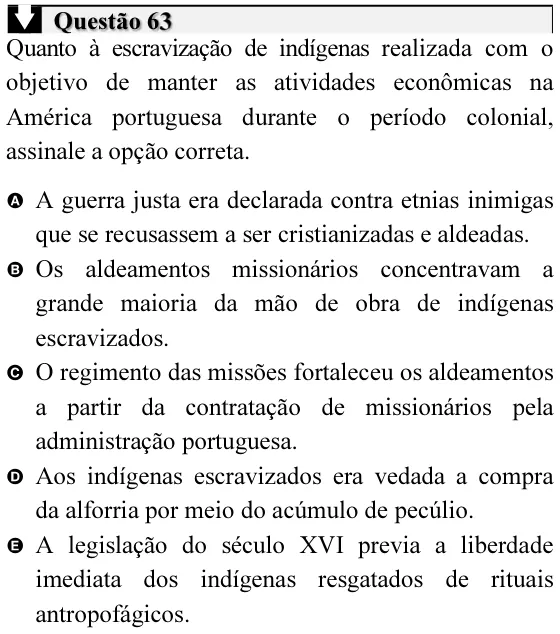 Questão 63
Quanto à escravização de indígenas realizada com o
objetivo de manter as atividades econômicas na
América portuguesa durante o período colonial,
assinale a opção correta.
A A guerra justa era declarada contra etnias inimigas
que se recusassem a ser cristianizadas e aldeadas.
B Os aldeamentos missionários concentravam a
grande maioria da mão de obra de indígenas
escravizados.
C O regimento das missões fortaleceu os aldeamentos
a partir da contratação de missionários pela
administração portuguesa.
D Aos indígenas escravizados era vedada a compra
da alforria por meio do acúmulo de pecúlio.
E A legislação do século XVI previa a liberdade
imediata dos indígenas resgatados de rituais
antropofágicos.